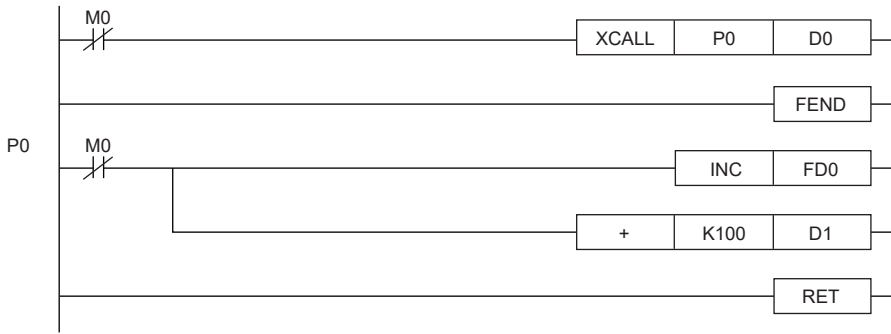 M0
XCALL P0 D0
FEND
P0 M0
INC FD0
+ K100 D1
RET